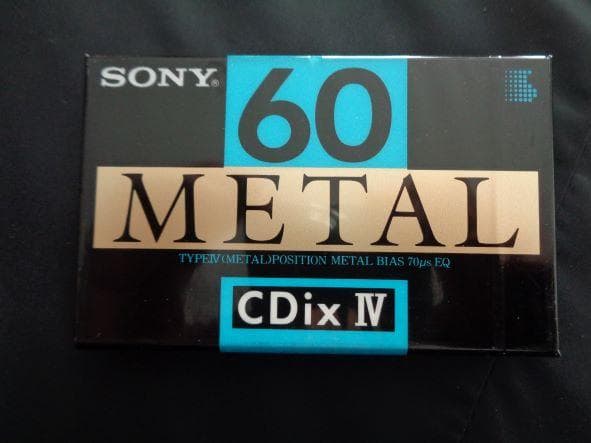 SONY®
60
METAL
TYPEⅣ(METAL)POSITION METAL BIAS 70μs EQ
CDix Ⅳ